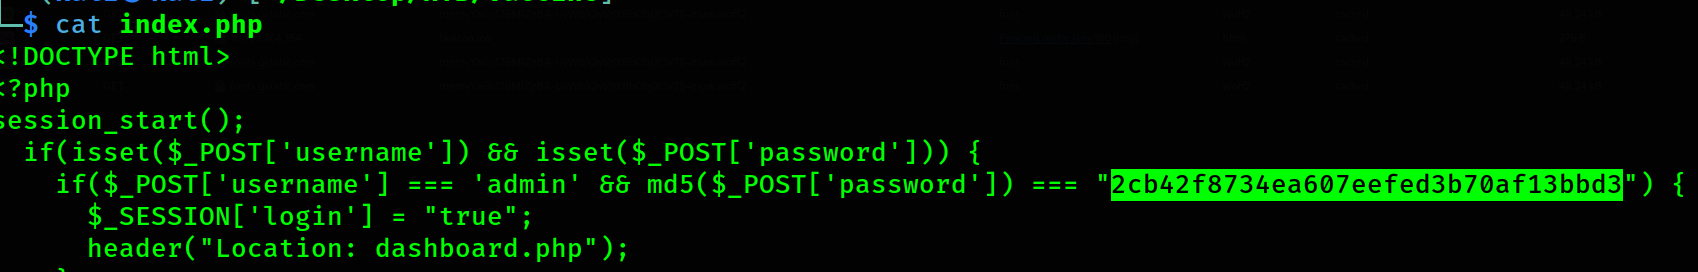 $ cat index.php
<!DOCTYPE html>
<?php
session_start();
if(isset($_POST['username']) && isset($_POST['password'])) {
if($_POST['username'] === 'admin' && md5($_POST['password']) === "2cb42f8734ea607eefed3b70af13bbd3") {
$_SESSION['login'] = "true";
header("Location: dashboard.php");